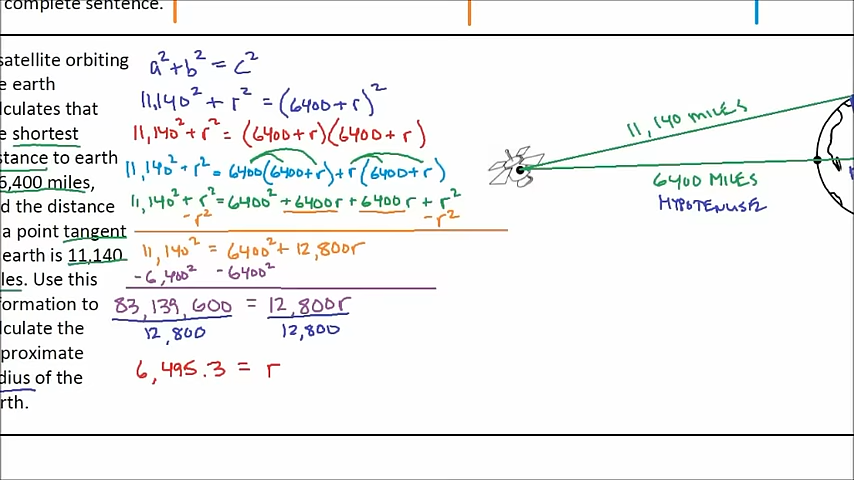 complete sentence.
satellite orbiting
e earth
lculates that
e shortest
stance to earth
6,400 miles,
d the distance
a point tangent
earth is 11,140
les. Use this
formation to
lculate the
proximate
dius of the
rth.
a² + b² = c²
11,140² + r² = (6400 + r)²
11,140² + r² = (6400 + r)(6400 + r)
11,140² + r² = 6400(6400 + r) + r(6400 + r)
11,140² + r² = 6400² + 6400r + 6400r + r²
- r² - r²
11,140² = 6400² + 12,800r
- 6,400² - 6400²
83,139,600 = 12,800r
12,800 12,800
6,495.3 = r
11,140 MILES
6400 MILES
HYPOTENUSE